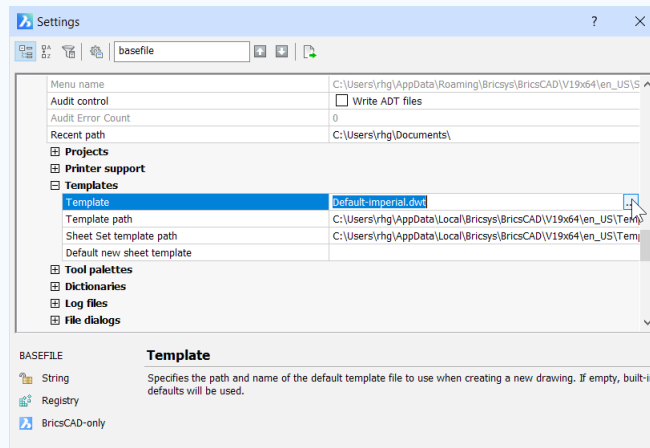 Settings ?
basefile
Menu name C:\Users\rhg\AppData\Roaming\Bricsys\BricsCAD\V19x64\en_US\S
Audit control Write ADT files
Audit Error Count 0
Recent path C:\Users\rhg\Documents\
Projects
Printer support
Templates
Template Default-imperial.dwt ...
Template path C:\Users\rhg\AppData\Local\Bricsys\BricsCAD\V19x64\en_US\Temp
Sheet Set template path C:\Users\rhg\AppData\Local\Bricsys\BricsCAD\V19x64\en_US\Temp
Default new sheet template
Tool palettes
Dictionaries
Log files
File dialogs
BASEFILE Template
String Specifies the path and name of the default template file to use when creating a new drawing. If empty, built-i
defaults will be used.
Registry
BricsCAD-only